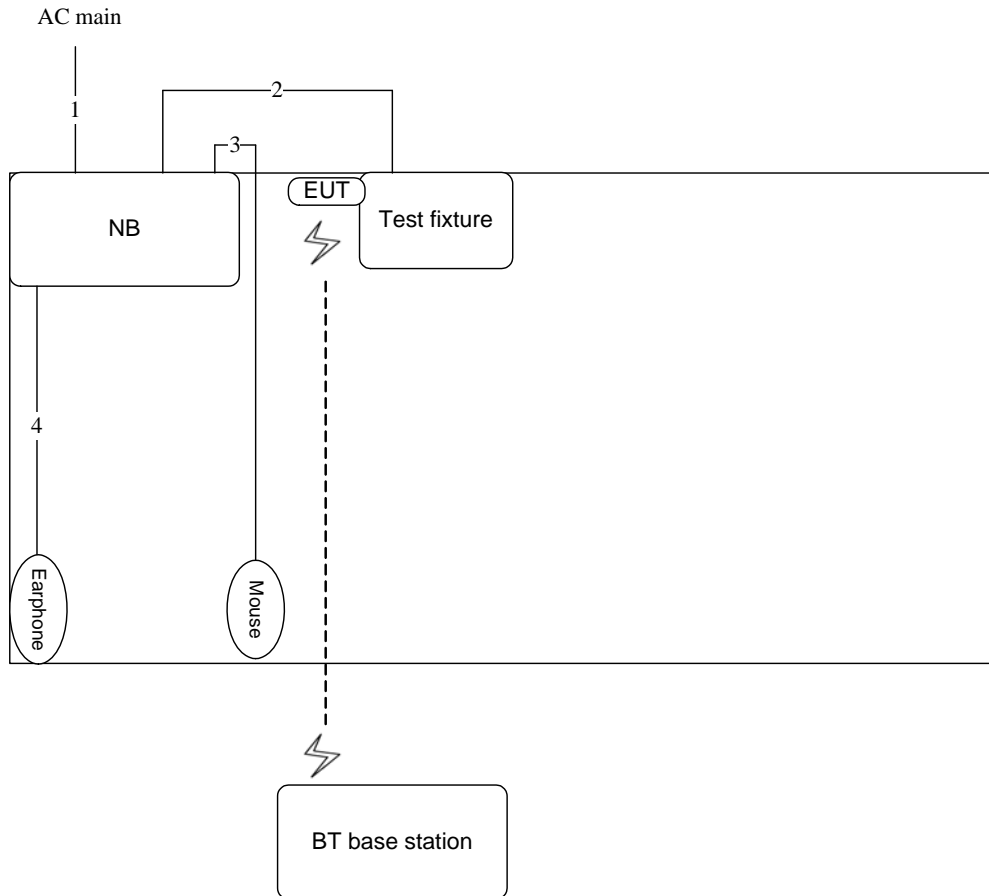 AC main
1
2
3
EUT
NB
Test fixture
4
Earphone
Mouse
BT base station